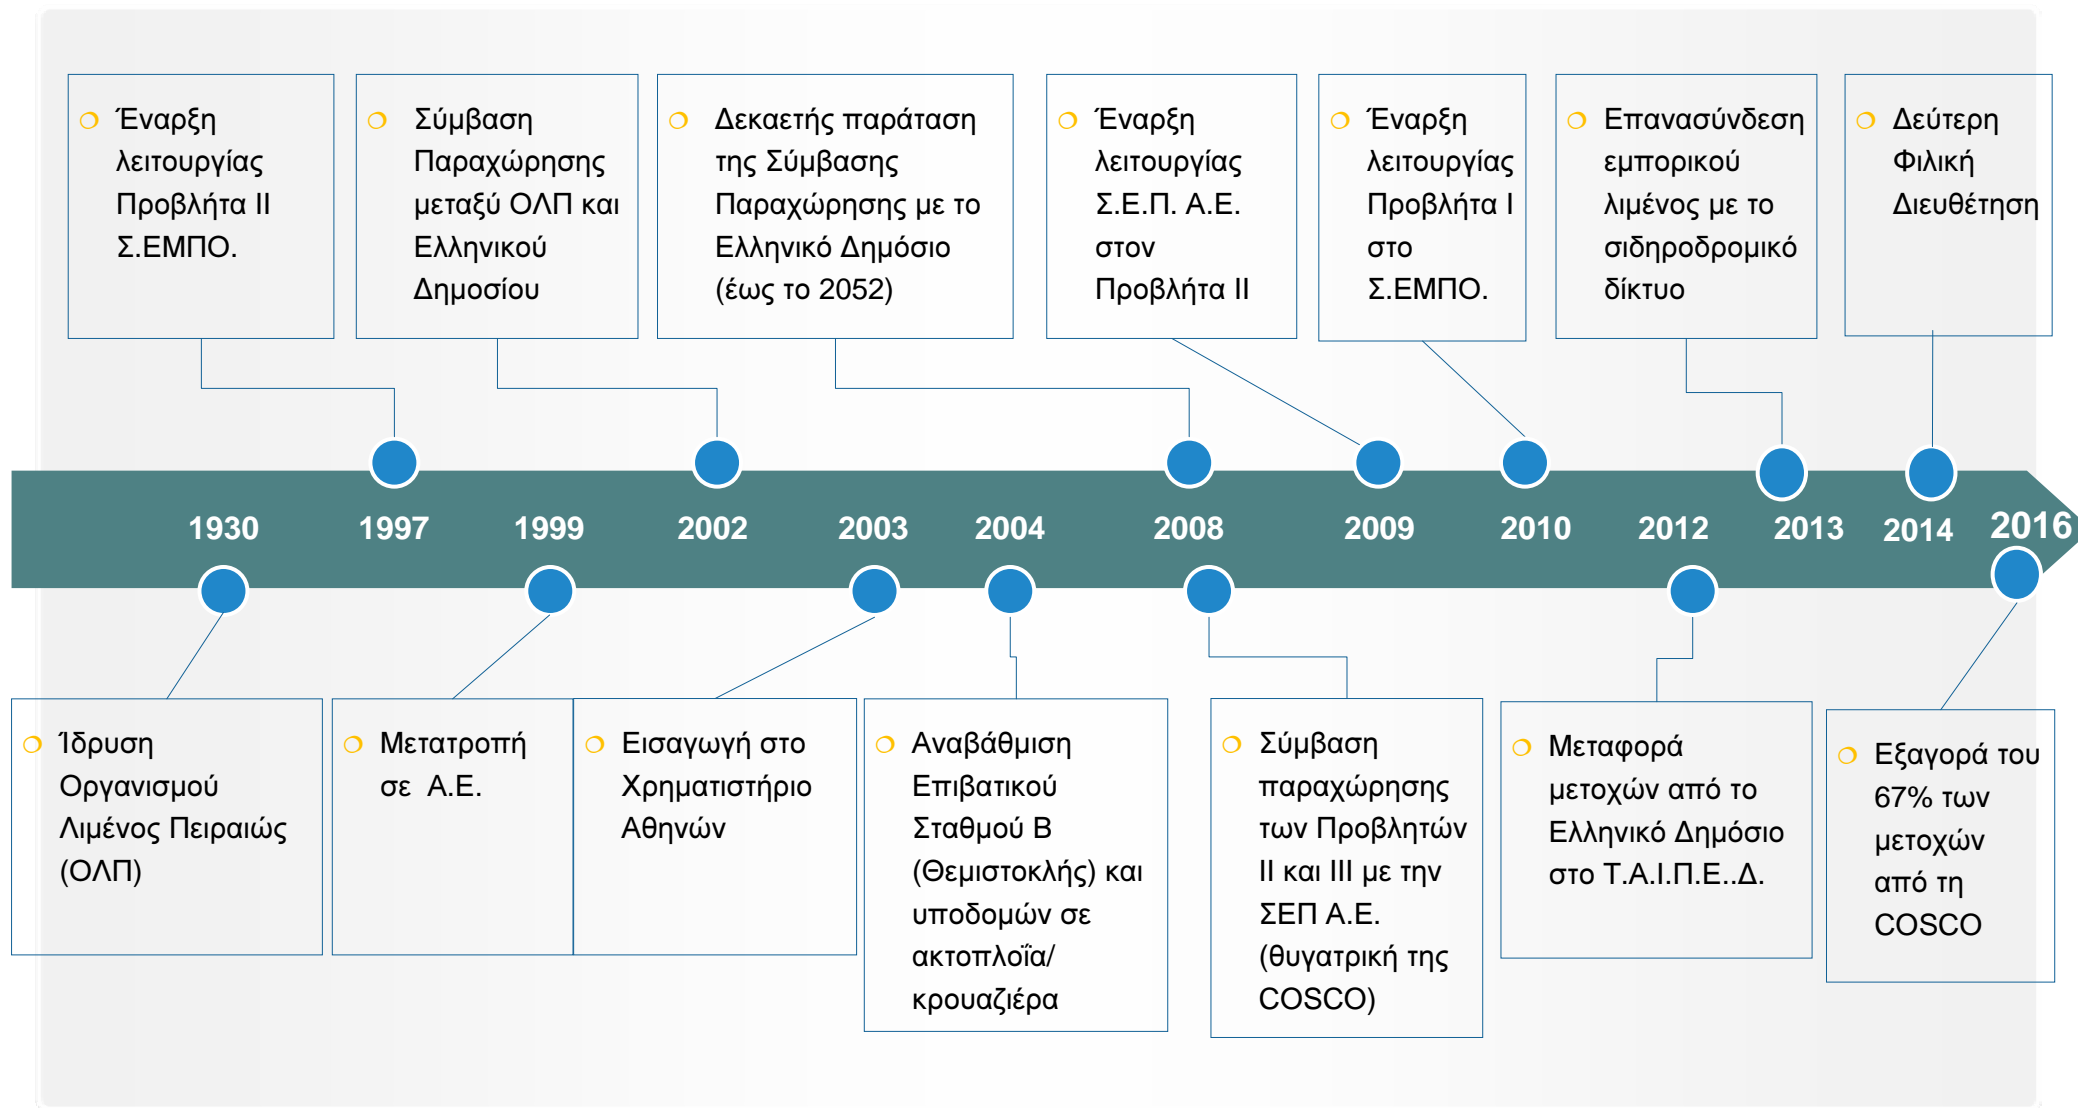 Έναρξη
λειτουργίας
Προβλήτα ΙΙ
Σ.ΕΜΠΟ.
Σύμβαση
Παραχώρησης
μεταξύ ΟΛΠ και
Ελληνικού
Δημοσίου
Δεκαετής παράταση
της Σύμβασης
Παραχώρησης με το
Ελληνικό Δημόσιο
(έως το 2052)
Έναρξη
λειτουργίας
Σ.Ε.Π. Α.Ε.
στον
Προβλήτα ΙΙ
Έναρξη
λειτουργίας
Προβλήτα Ι
στο
Σ.ΕΜΠΟ.
Επανασύνδεση
εμπορικού
λιμένος με το
σιδηροδρομικό
δίκτυο
Δεύτερη
Φιλική
Διευθέτηση
1930 1997 1999 2002 2003 2004 2008 2009 2010 2012 2013 2014 2016
Ίδρυση
Οργανισμού
Λιμένος Πειραιώς
(ΟΛΠ)
Μετατροπή
σε Α.Ε.
Εισαγωγή στο
Χρηματιστήριο
Αθηνών
Αναβάθμιση
Επιβατικού
Σταθμού Β
(Θεμιστοκλής) και
υποδομών σε
ακτοπλοΐα/
κρουαζιέρα
Σύμβαση
παραχώρησης
των Προβλητών
ΙΙ και ΙΙΙ με την
ΣΕΠ Α.Ε.
(θυγατρική της
COSCO)
Μεταφορά
μετοχών από το
Ελληνικό Δημόσιο
στο Τ.Α.Ι.Π.Ε..Δ.
Εξαγορά του
67% των
μετοχών
από τη
COSCO